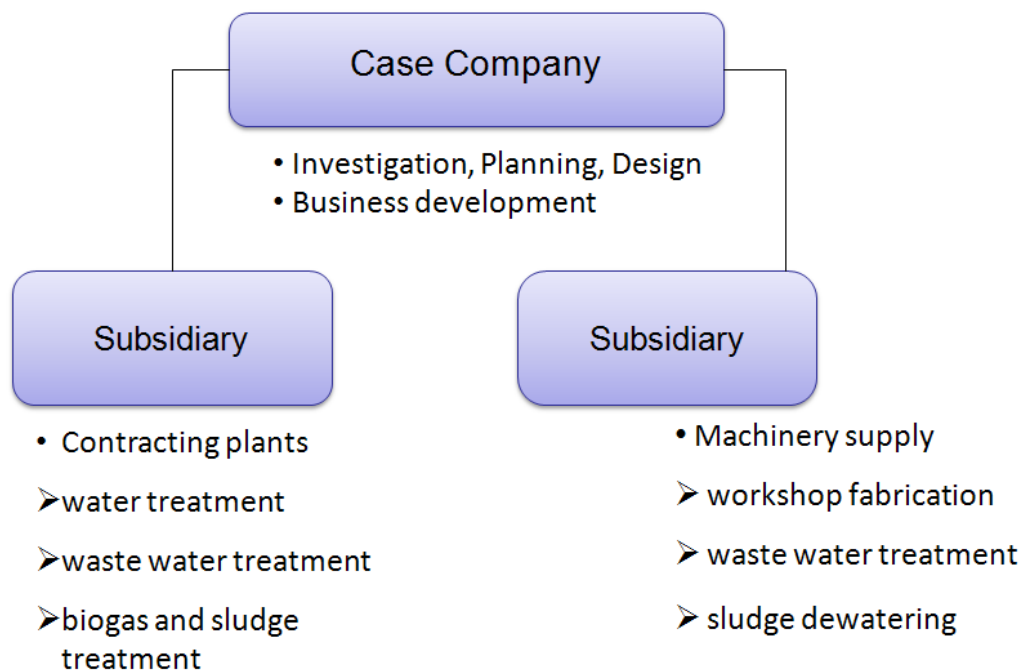 Case Company
• Investigation, Planning, Design
• Business development
Subsidiary
• Contracting plants
➢water treatment
➢waste water treatment
➢biogas and sludge
treatment
Subsidiary
• Machinery supply
➢ workshop fabrication
➢ waste water treatment
➢ sludge dewatering